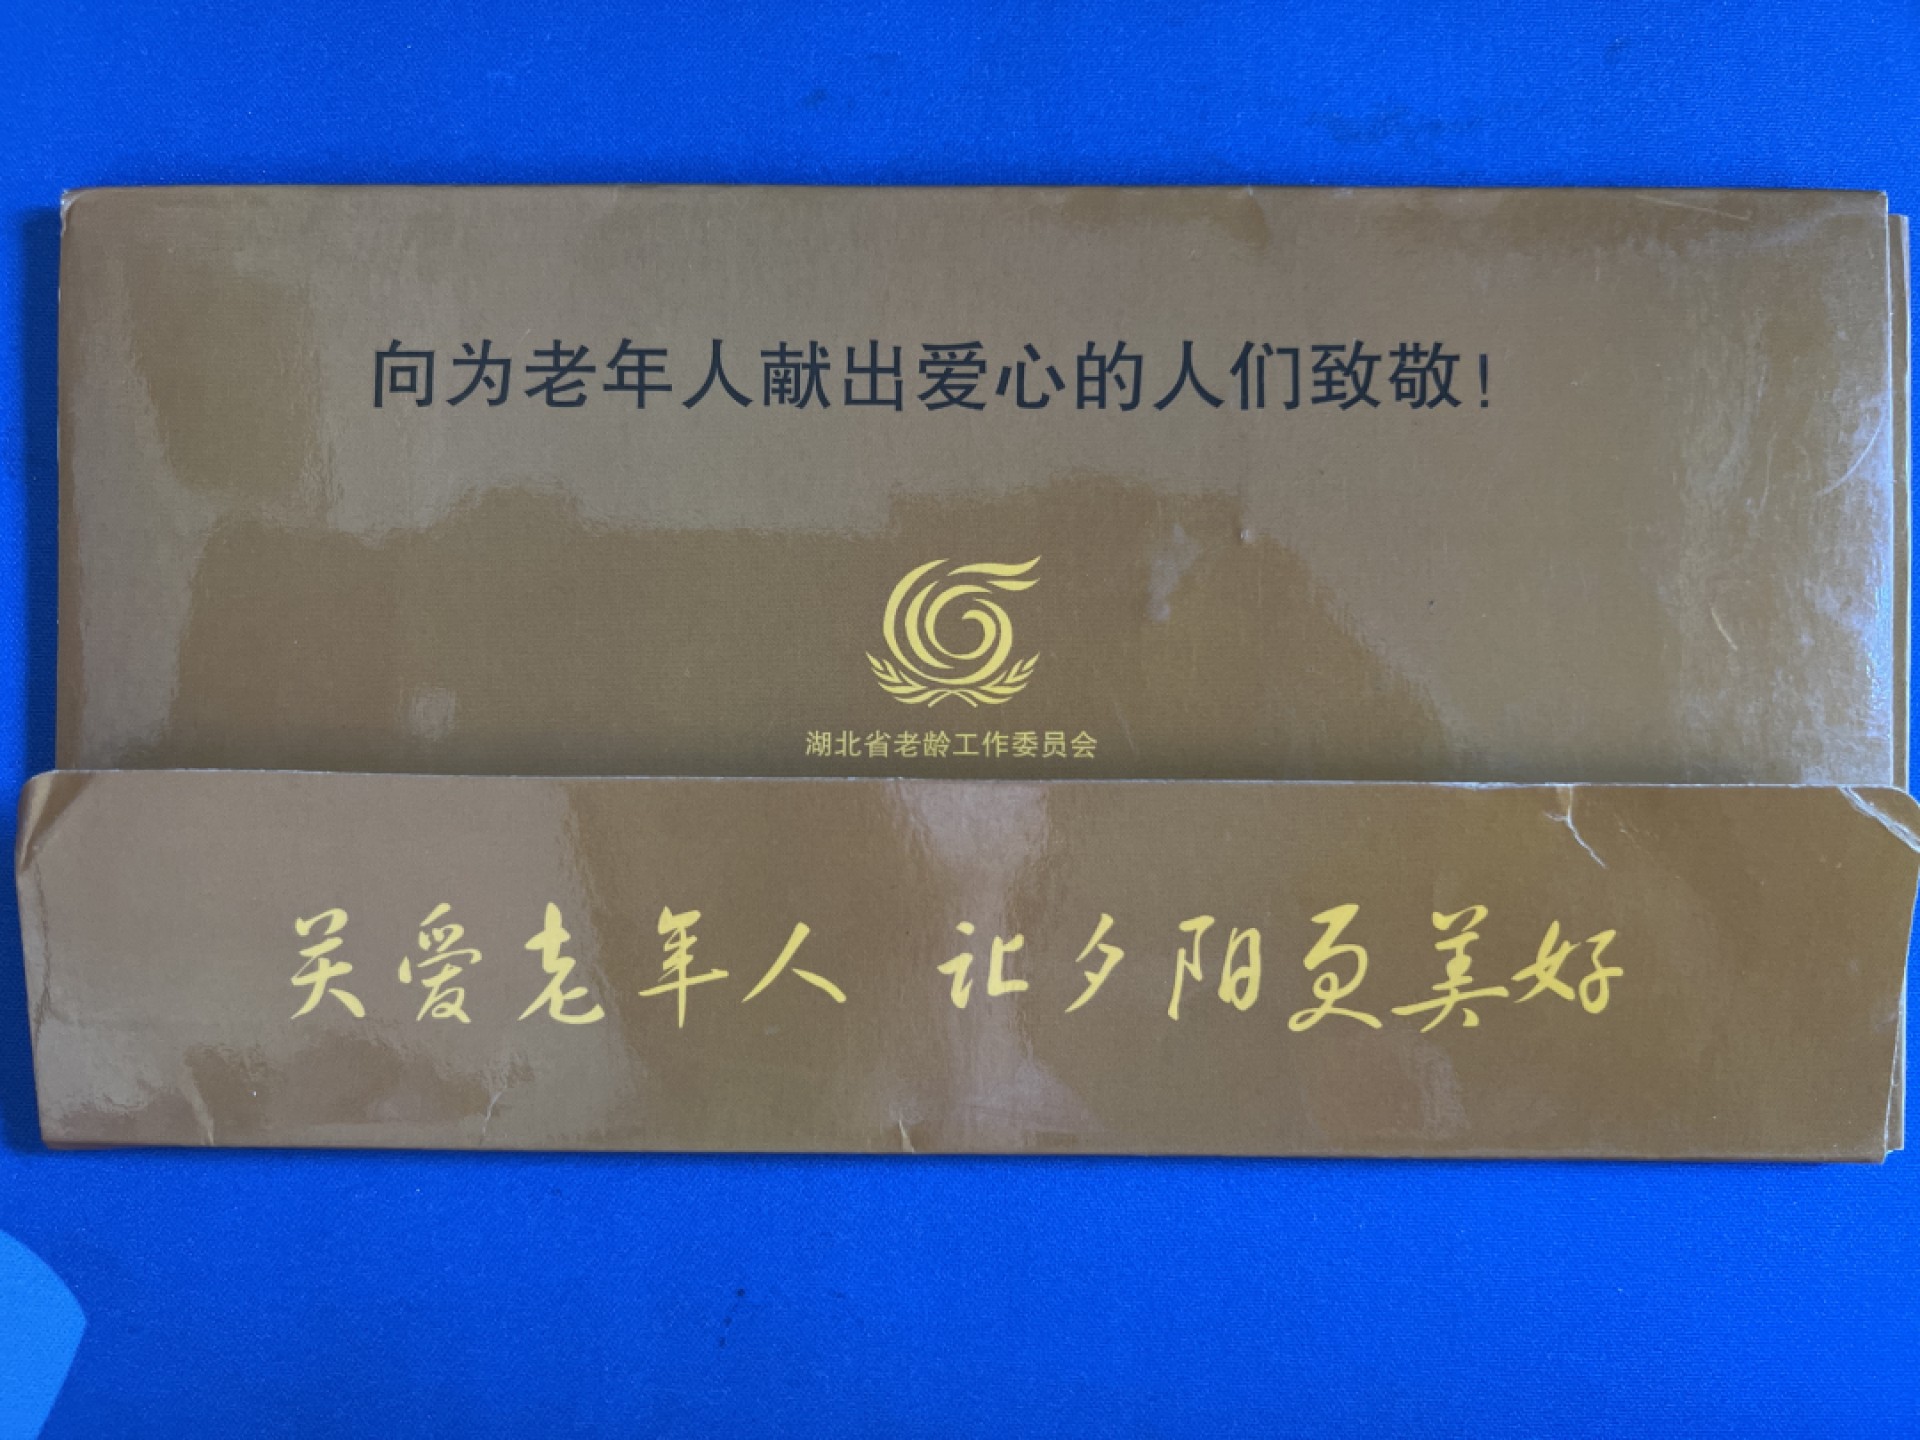 向为老年人献出爱心的人们致敬!
湖北省老龄工作委员会
关爱老年人 让夕阳更美好